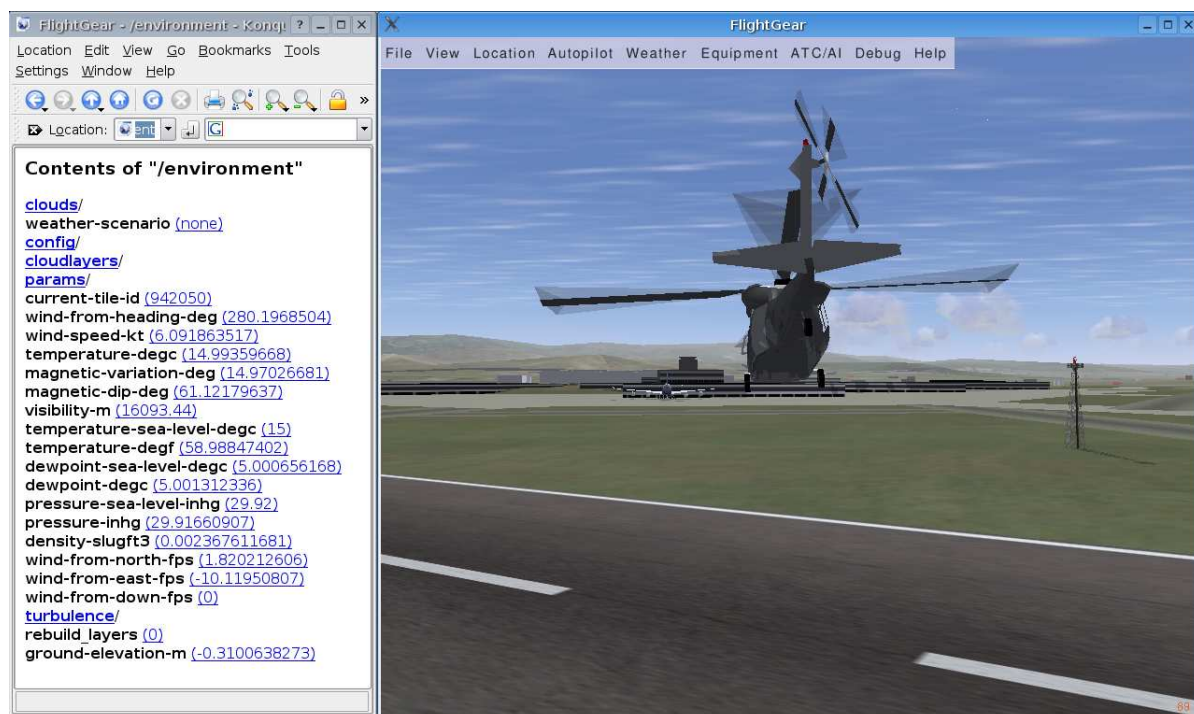 FlightGear - /environment - Konqu
Location Edit View Go Bookmarks Tools
Settings Window Help
Location: ent
Contents of "/environment"
clouds/
weather-scenario (none)
config/
cloudlayers/
params/
current-tile-id (942050)
wind-from-heading-deg (280.1968504)
wind-speed-kt (6.091863517)
temperature-degc (14.99359668)
magnetic-variation-deg (14.97026681)
magnetic-dip-deg (61.12179637)
visibility-m (16093.44)
temperature-sea-level-degc (15)
temperature-degf (58.98847402)
dewpoint-sea-level-degc (5.000656168)
dewpoint-degc (5.001312336)
pressure-sea-level-inhg (29.92)
pressure-inhg (29.91660907)
density-slugft3 (0.002367611681)
wind-from-north-fps (1.820212606)
wind-from-east-fps (-10.11950807)
wind-from-down-fps (0)
turbulence/
rebuild_layers (0)
ground-elevation-m (-0.3100638273)
FlightGear
File View Location Autopilot Weather Equipment ATC/AI Debug Help
89